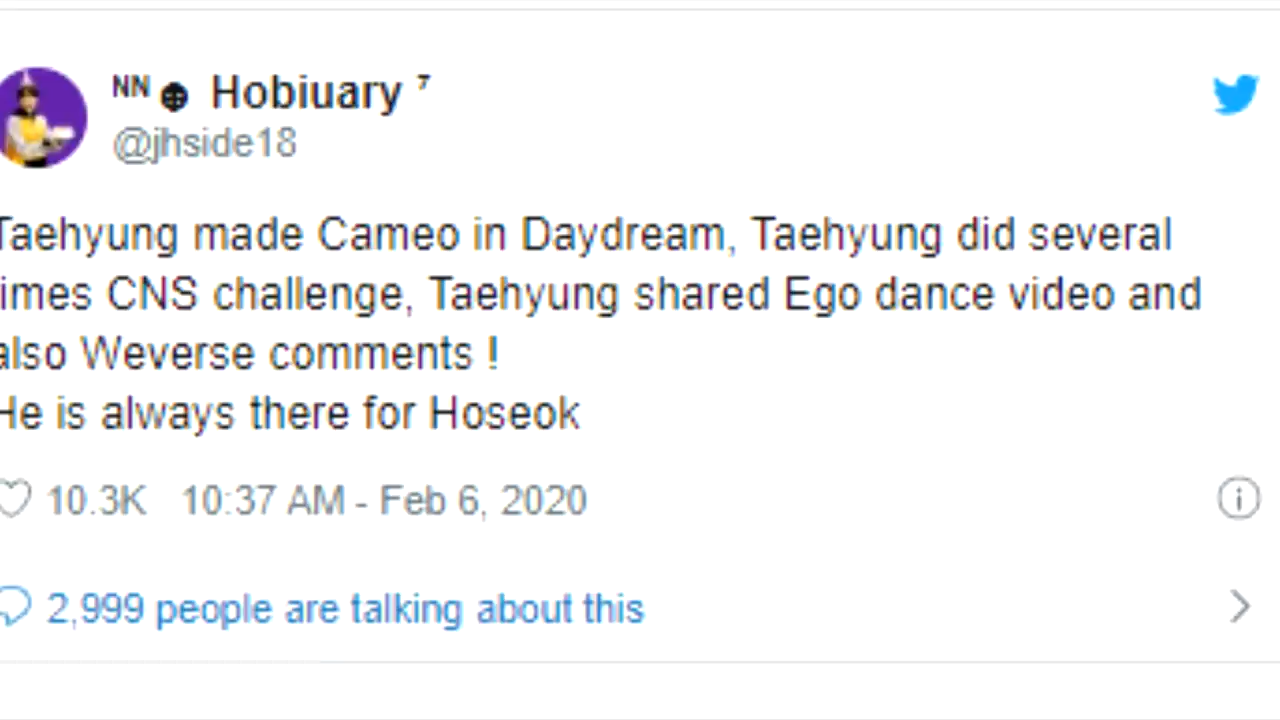 ᴺᴺ Hobiuary ⁷
@jhside18
Taehyung made Cameo in Daydream, Taehyung did several
times CNS challenge, Taehyung shared Ego dance video and
also Weverse comments !
He is always there for Hoseok
10.3K 10:37 AM - Feb 6, 2020
2,999 people are talking about this